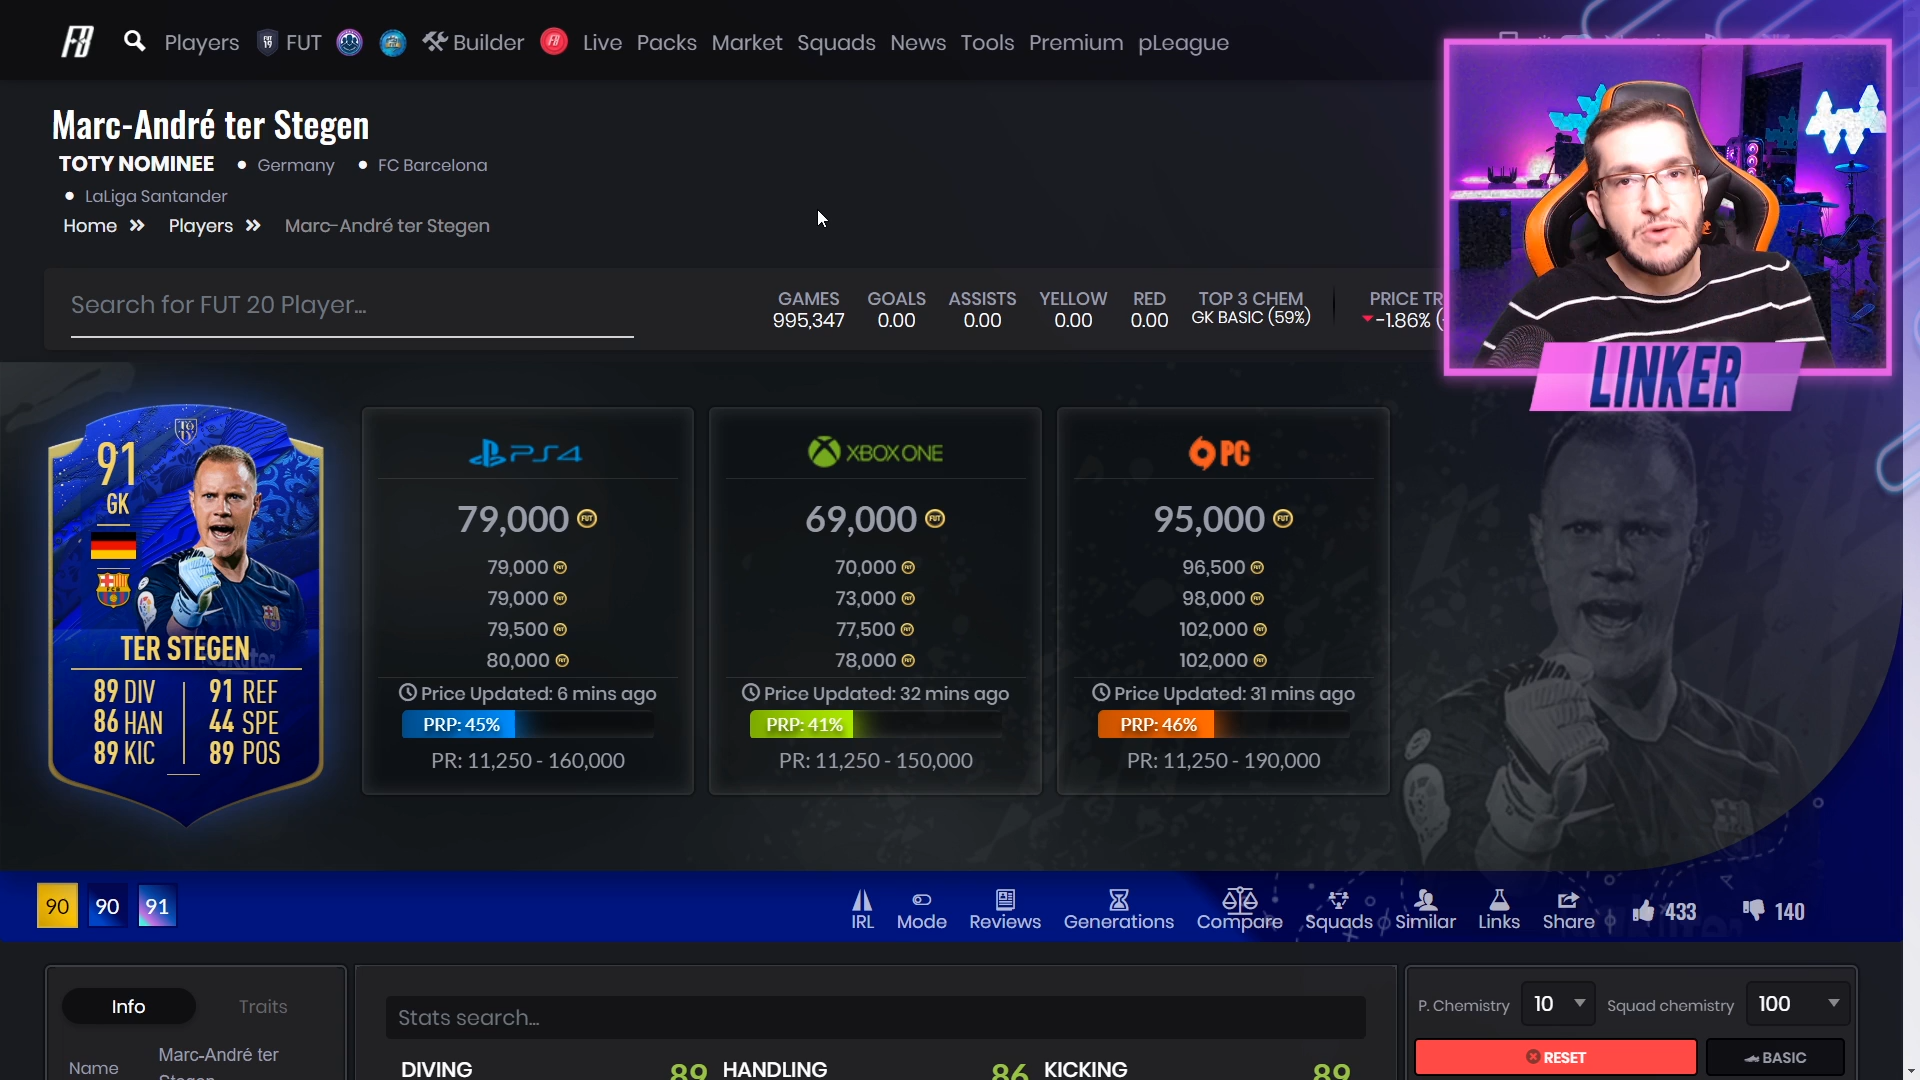 Players FUT Builder Live Packs Market Squads News Tools Premium pLeague
Marc-André ter Stegen
TOTY NOMINEE • Germany • FC Barcelona
• LaLiga Santander
Home » Players » Marc-André ter Stegen
Search for FUT 20 Player...
GAMES GOALS ASSISTS YELLOW RED TOP 3 CHEM PRICE TR
995,347 0.00 0.00 0.00 0.00 GK BASIC (59%) -1.86% (
LINKER
91
GK
TER STEGEN
89 DIV 91 REF
86 HAN 44 SPE
89 KIC 89 POS
PS4
79,000
79,000
79,000
79,500
80,000
Price Updated: 6 mins ago
PRP: 45%
PR: 11,250 - 160,000
XBOX ONE
69,000
70,000
73,000
77,500
78,000
Price Updated: 32 mins ago
PRP: 41%
PR: 11,250 - 150,000
PC
95,000
96,500
98,000
102,000
102,000
Price Updated: 31 mins ago
PRP: 46%
PR: 11,250 - 190,000
90 90 91
IRL Mode Reviews Generations Compare Squads Similar Links Share 433 140
Info Traits
Name Marc-André ter
Stegen
Stats search...
DIVING 89 HANDLING 86 KICKING 89
P. Chemistry 10 Squad chemistry 100
RESET BASIC